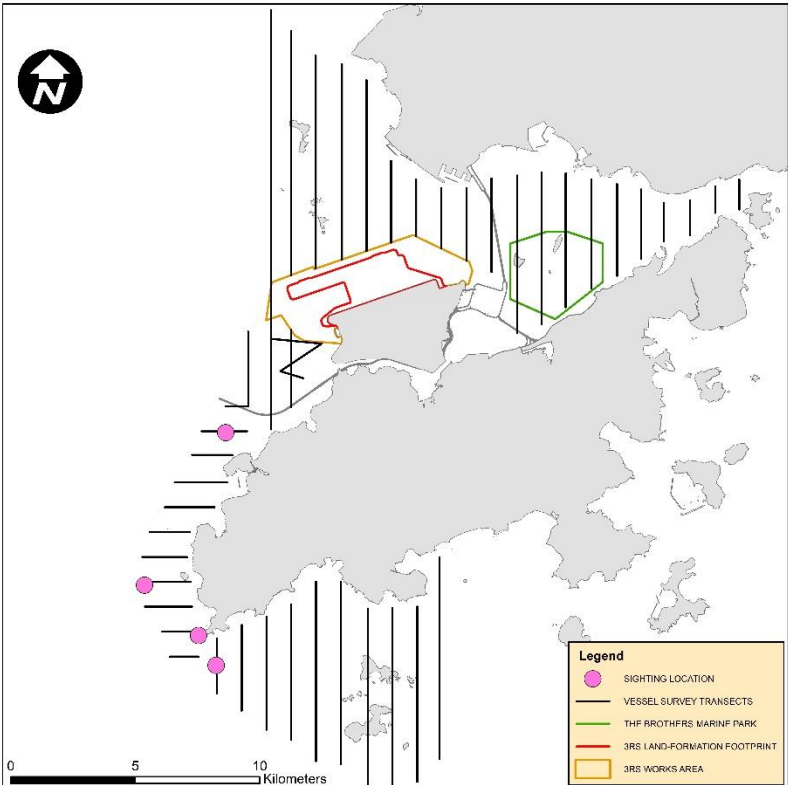 N
0 5 10
Kilometers
Legend
SIGHTING LOCATION
VESSEL SURVEY TRANSECTS
THE BROTHERS MARINE PARK
3RS LAND-FORMATION FOOTPRINT
3RS WORKS AREA